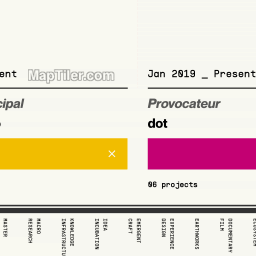 ent MapTiler.com
Jan 2019 _ Present
cipal
Provocateur
dot
06 projects
MASTER
RESEARCH
MACRO
KNOWLEDGE
INFRASTRUCTU
INCUBATION
IDEA
CRAFT
EMERGENT
DESIGN
EXPERIENCE
EARTHWORKS
FILM
DOCUMENTARY